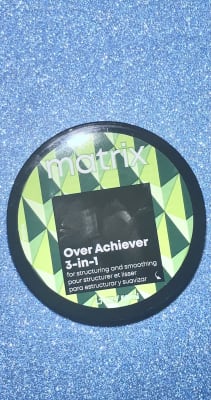 matrix
Over Achiever
3-in-1
for structuring and smoothing
pour structurer et lisser
para estructurar y suavizar